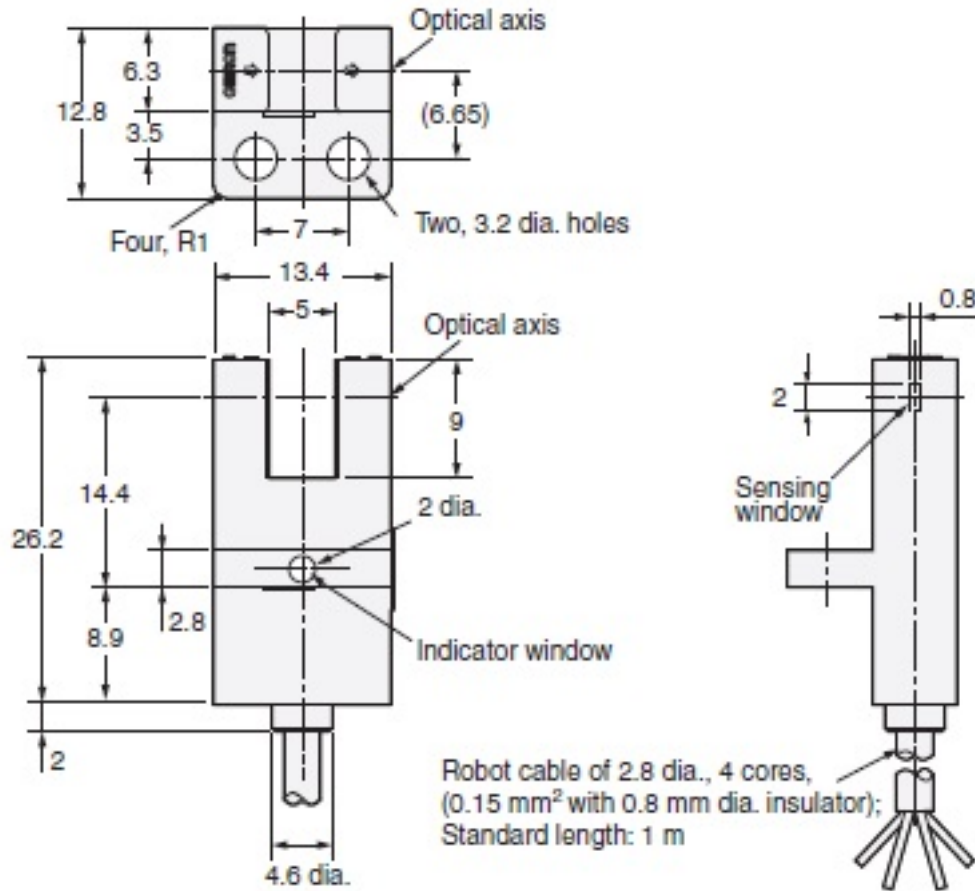 Optical axis
6.3
12.8
3.5
(6.65)
omron
Four, R1
7
Two, 3.2 dia. holes
13.4
5
Optical axis
0.8
9
2
14.4
Sensing
window
2 dia.
26.2
2.8
8.9
Indicator window
2
Robot cable of 2.8 dia., 4 cores,
(0.15 mm² with 0.8 mm dia. insulator);
Standard length: 1 m
4.6 dia.